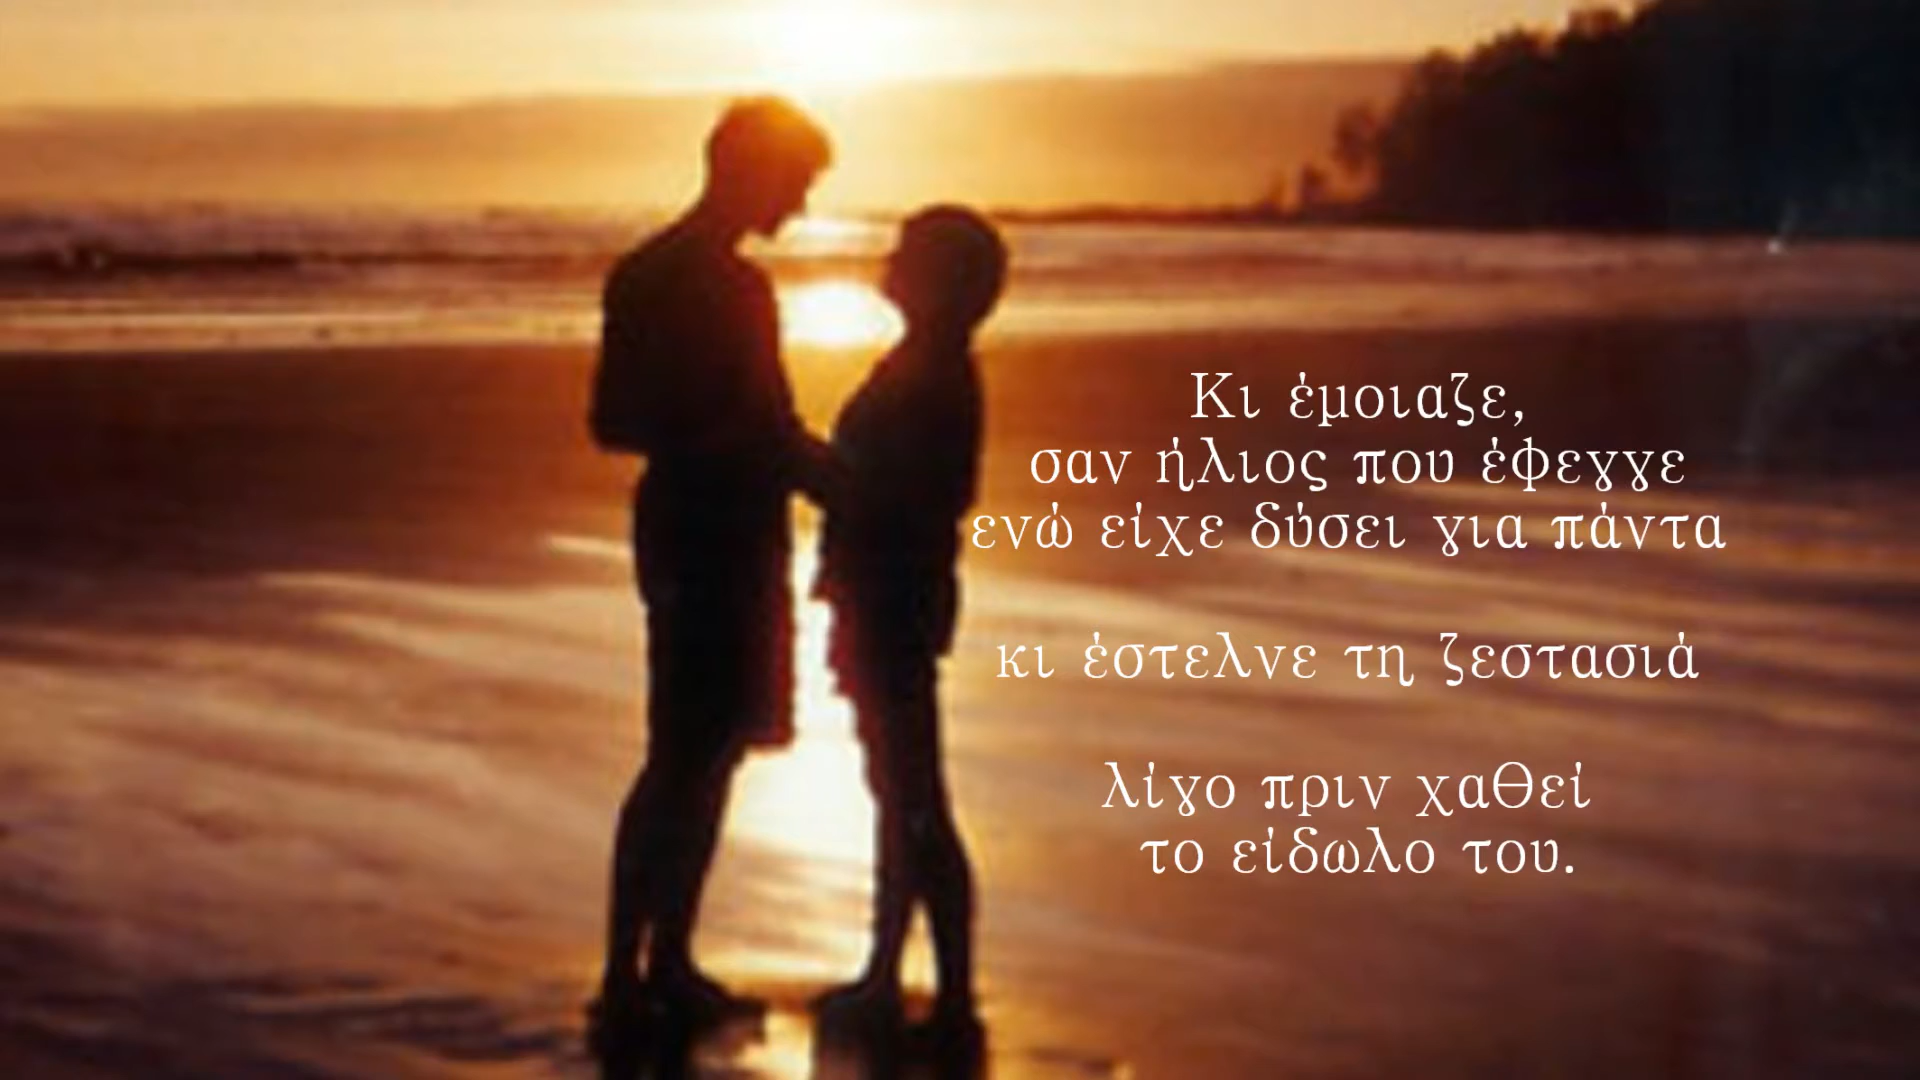 Κι έμοιαζε,
σαν ήλιος που έφεγγε
ενώ είχε δύσει για πάντα
κι έστελνε τη ζεστασιά
λίγο πριν χαθεί
το είδωλο του.